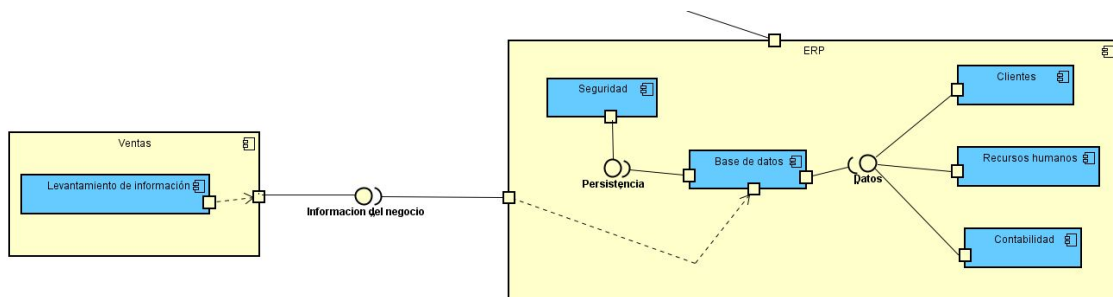 ERP
Clientes
Seguridad
Ventas
Base de datos
Recursos humanos
Persistencia
Datos
Levantamiento de información
Informacion del negocio
Contabilidad